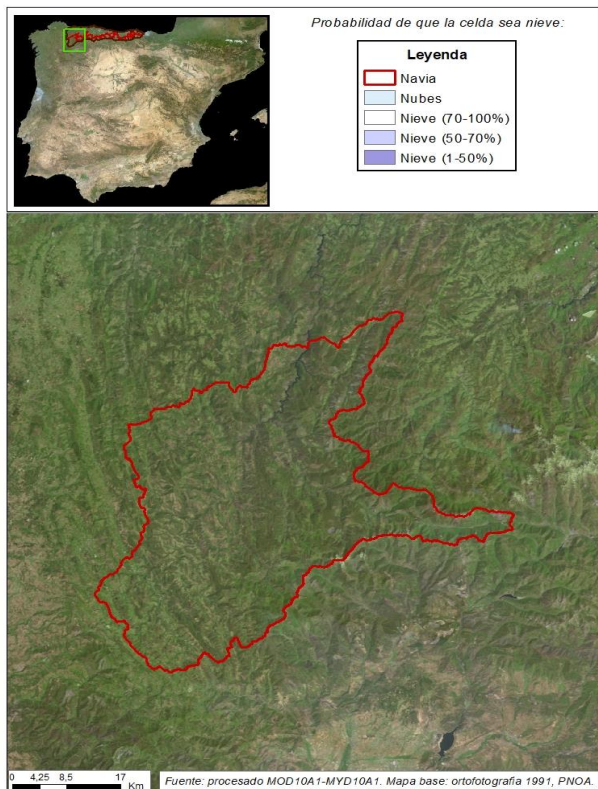 Probabilidad de que la celda sea nieve:
Leyenda
Navia
Nubes
Nieve (70-100%)
Nieve (50-70%)
Nieve (1-50%)
0 4,25 8,5 17
Km
Fuente: procesado MOD10A1-MYD10A1. Mapa base: ortofotografia 1991, PNOA.